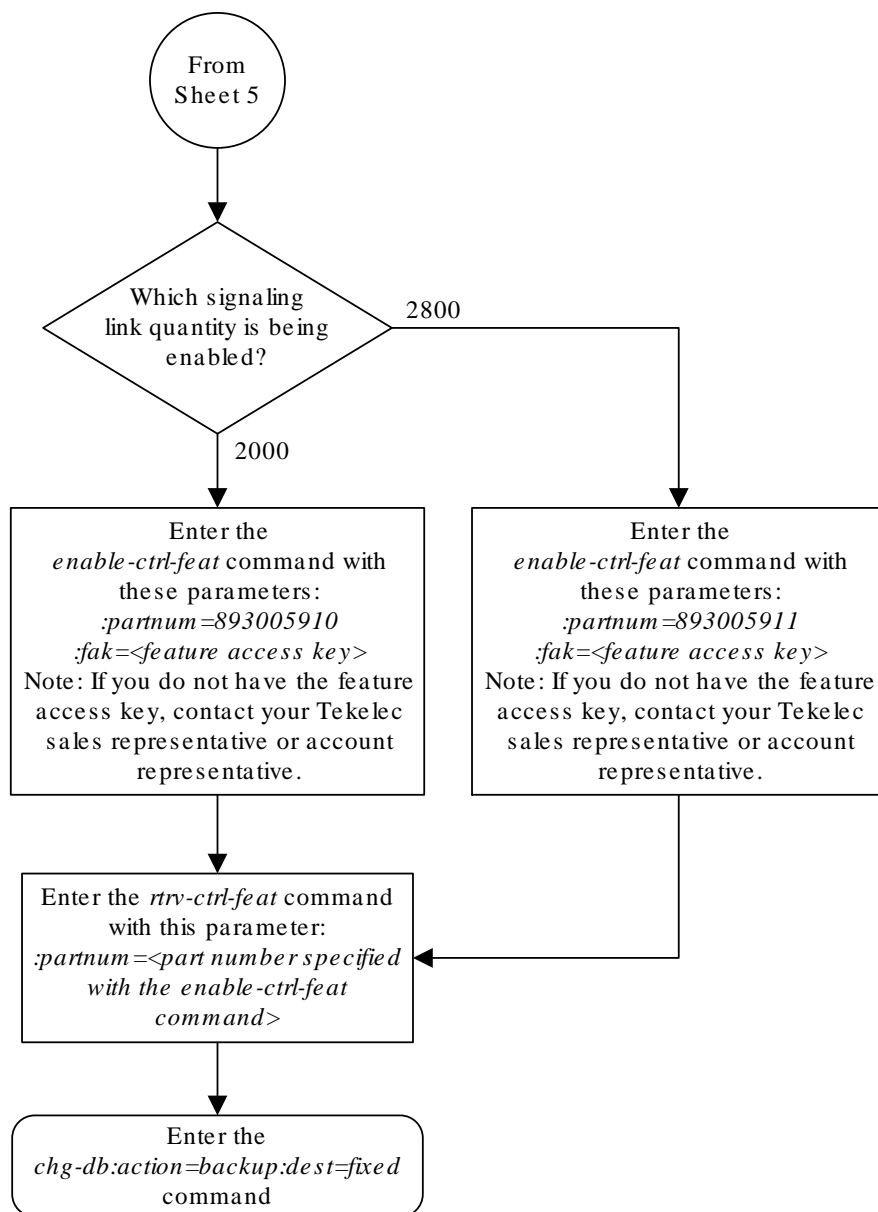 From
Sheet 5
Which signaling
link quantity is being
enabled?
2800
2000
Enter the
enable-ctrl-feat command with
these parameters:
:partnum=893005910
:fak=<feature access key>
Note: If you do not have the feature
access key, contact your Tekelec
sales representative or account
representative.
Enter the
enable-ctrl-feat command with
these parameters:
:partnum=893005911
:fak=<feature access key>
Note: If you do not have the feature
access key, contact your Tekelec
sales representative or account
representative.
Enter the rtrv-ctrl-feat command
with this parameter:
:partnum=<part number specified
with the enable-ctrl-feat
command>
Enter the
chg-db:action=backup:dest=fixed
command